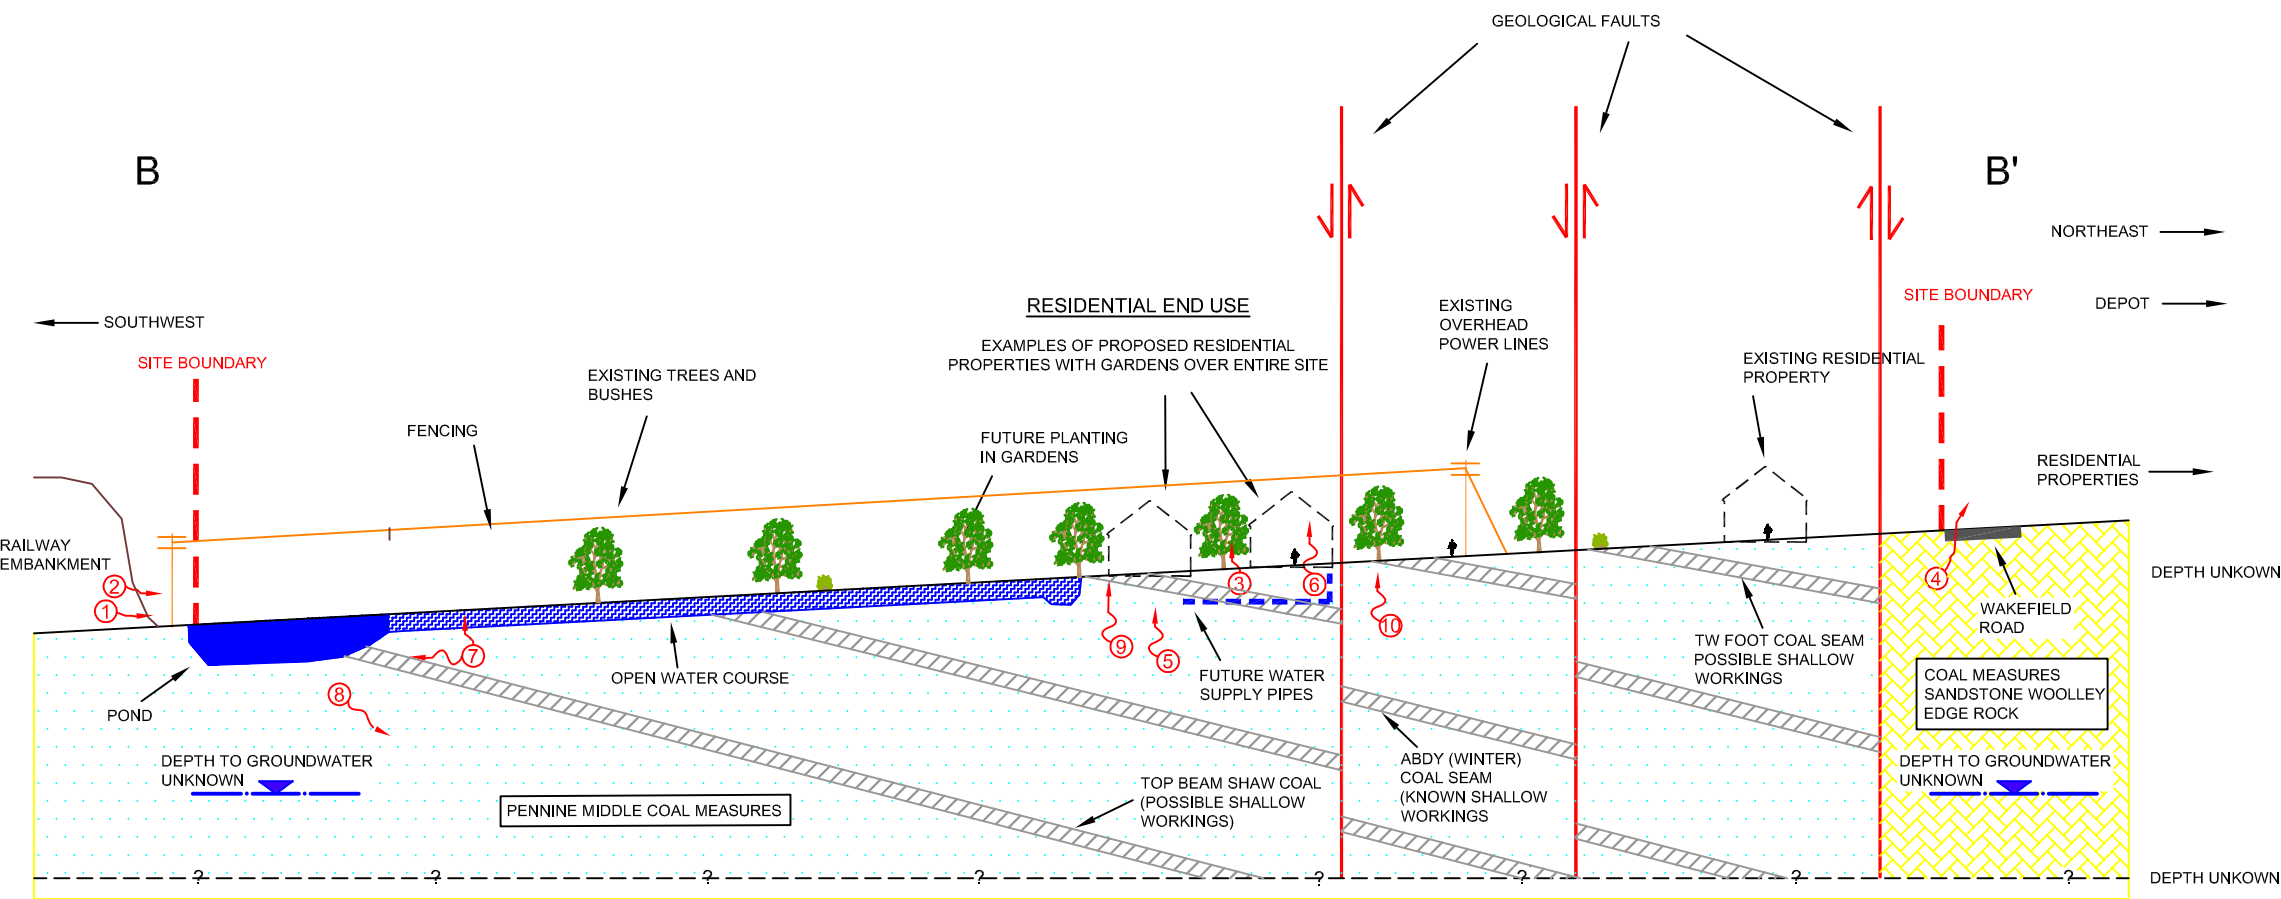 GEOLOGICAL FAULTS
B
B'
NORTHEAST
SITE BOUNDARY
DEPOT
RESIDENTIAL END USE
EXISTING
OVERHEAD
POWER LINES
SOUTHWEST
SITE BOUNDARY
EXAMPLES OF PROPOSED RESIDENTIAL
PROPERTIES WITH GARDENS OVER ENTIRE SITE
EXISTING RESIDENTIAL
PROPERTY
EXISTING TREES AND
BUSHES
FENCING
FUTURE PLANTING
IN GARDENS
RESIDENTIAL
PROPERTIES
RAILWAY
EMBANKMENT
2
1
3
6
4
DEPTH UNKOWN
WAKEFIELD
ROAD
10
9
5
7
8
TW FOOT COAL SEAM
POSSIBLE SHALLOW
WORKINGS
OPEN WATER COURSE
FUTURE WATER
SUPPLY PIPES
COAL MEASURES
SANDSTONE WOOLLEY
EDGE ROCK
POND
DEPTH TO GROUNDWATER
UNKNOWN
ABDY (WINTER)
COAL SEAM
(KNOWN SHALLOW
WORKINGS
DEPTH TO GROUNDWATER
UNKNOWN
TOP BEAM SHAW COAL
(POSSIBLE SHALLOW
WORKINGS)
PENNINE MIDDLE COAL MEASURES
? ? ? ? ? ? ? ?
DEPTH UNKOWN